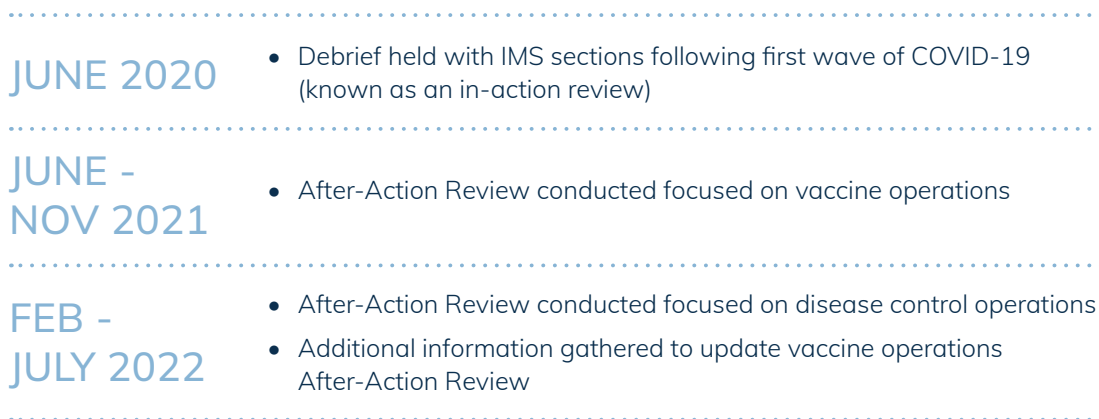 JUNE 2020
• Debrief held with IMS sections following first wave of COVID-19
(known as an in-action review)
JUNE -
NOV 2021
• After-Action Review conducted focused on vaccine operations
FEB -
JULY 2022
• After-Action Review conducted focused on disease control operations
• Additional information gathered to update vaccine operations
After-Action Review